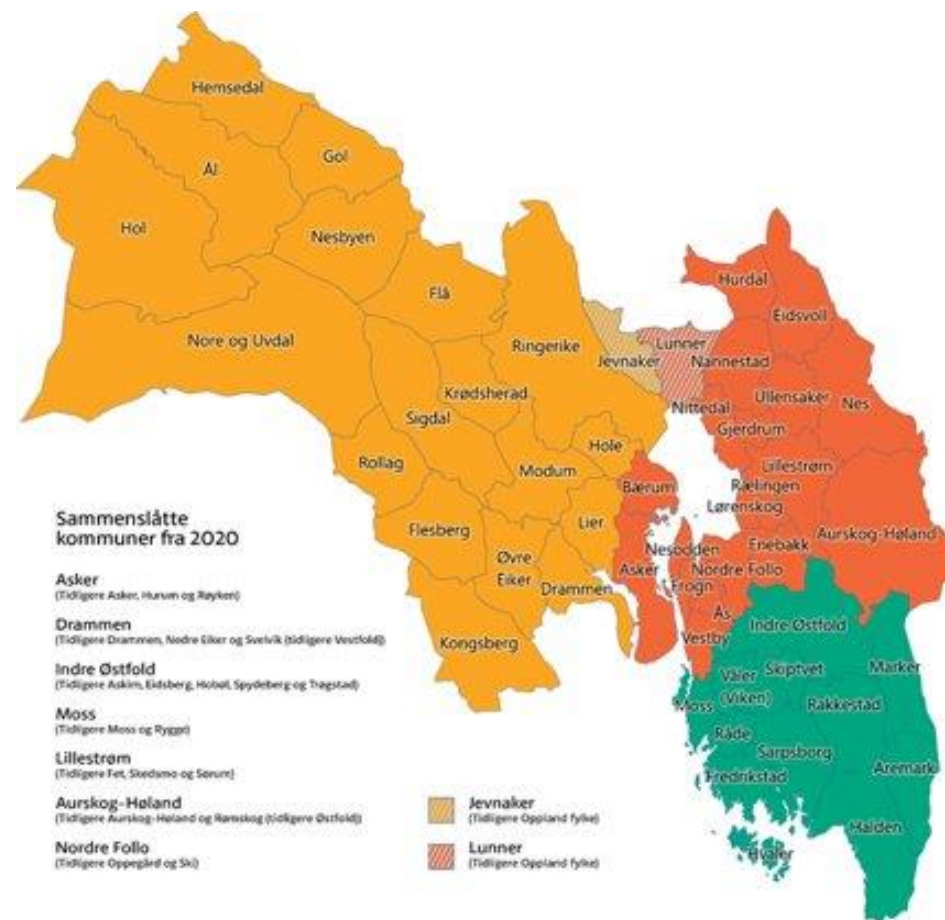 Hemsedal
Ål
Gol
Hol
Nesbyen
Hurdal
Flå
Eidsvoll
Nore og Uvdal
Ringerike
Lunner
Jevnaker
Nannestad
Krødsherad
Ullensaker
Nes
Nittedal
Sigdal
Gjerdrum
Hole
Rollag
Modum
Lillestrøm
Bærum
Rælingen
Lørenskog
Flesberg
Lier
Aurskog-Høland
Nesodden
Enebakk
Øvre
Eiker
Asker
Nordre Follo
Drammen
Frogn
Ås
Indre Østfold
Kongsberg
Vestby
Skiptvet
Marker
Våler
(Viken)
Moss
Rakkestad
Råde
Sarpsborg
Aremark
Fredrikstad
Halden
Hvaler
Sammenslåtte
kommuner fra 2020
Asker
(Tidligere Asker, Hurum og Røyken)
Drammen
(Tidligere Drammen, Nedre Eiker og Svelvik (tidligere Vestfold))
Indre Østfold
(Tidligere Askim, Eidsberg, Hobøl, Spydeberg og Trøgstad)
Moss
(Tidligere Moss og Rygge)
Lillestrøm
(Tidligere Fet, Skedsmo og Sørum)
Aurskog-Høland
(Tidligere Aurskog-Høland og Rømskog (tidligere Østfold))
Nordre Follo
(Tidligere Oppegård og Ski)
Jevnaker
(Tidligere Oppland fylke)
Lunner
(Tidligere Oppland fylke)